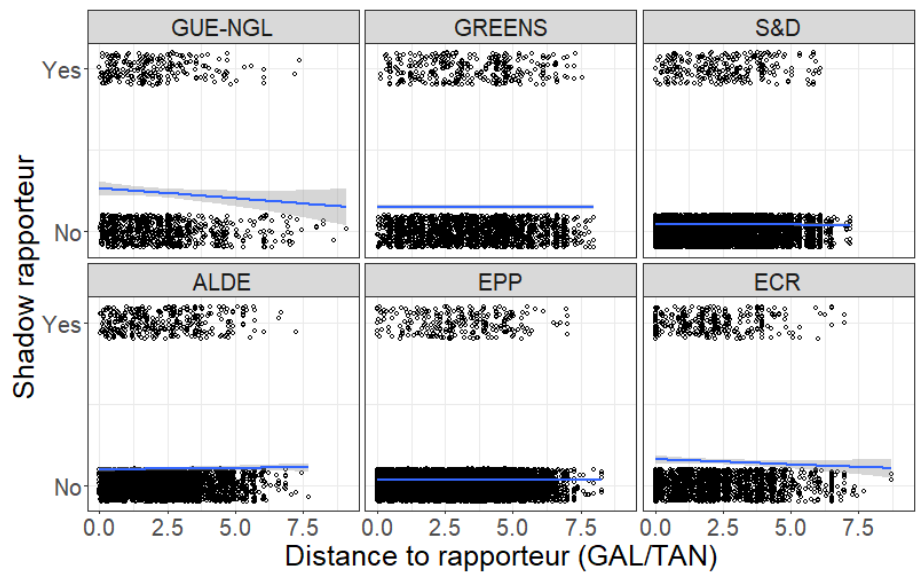 GUE-NGL GREENS S&D
Yes
No
ALDE EPP ECR
Yes
No
0.0 2.5 5.0 7.5 0.0 2.5 5.0 7.5 0.0 2.5 5.0 7.5
Distance to rapporteur (GAL/TAN)
Shadow rapporteur